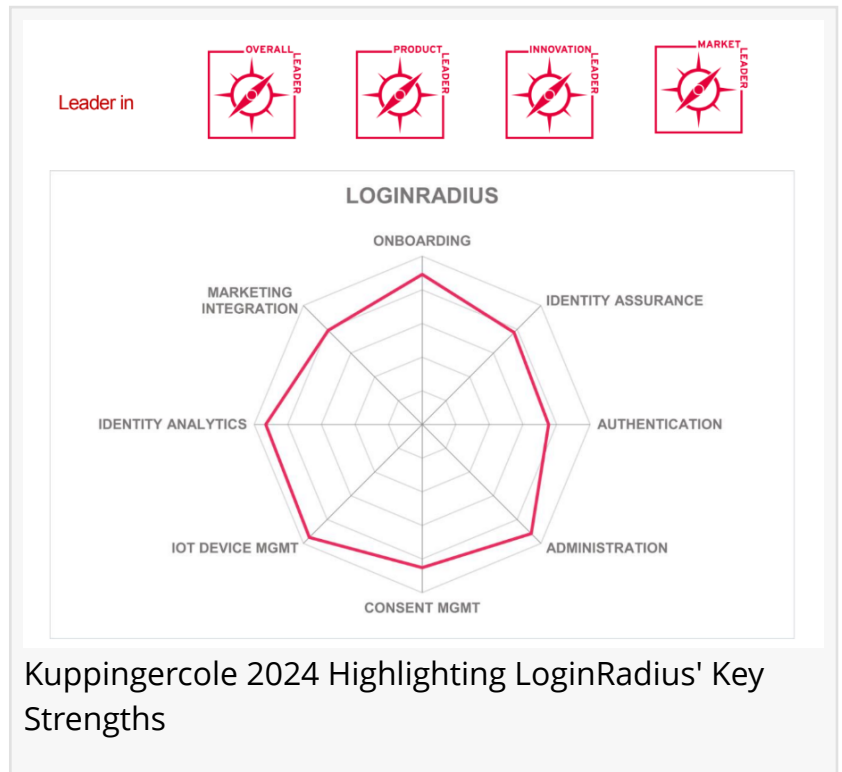 OVERALL
LEADER
PRODUCT
LEADER
INNOVATION
LEADER
MARKET
LEADER
Leader in
LOGINRADIUS
ONBOARDING
MARKETING
INTEGRATION
IDENTITY ASSURANCE
IDENTITY ANALYTICS
AUTHENTICATION
IOT DEVICE MGMT
ADMINISTRATION
CONSENT MGMT
Kuppingercole 2024 Highlighting LoginRadius' Key
Strengths